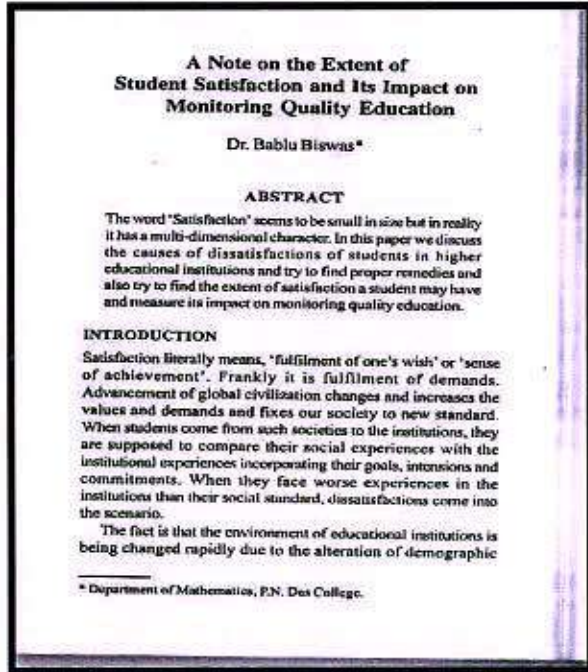 A Note on the Extent of
Student Satisfaction and Its Impact on
Monitoring Quality Education
Dr. Bablu Biswas*
ABSTRACT
The word 'Satisfaction' seems to be small in size but in reality
it has a multi-dimensional character. In this paper we discuss
the causes of dissatisfactions of students in higher
educational institutions and try to find proper remedies and
also try to find the extent of satisfaction a student may have
and measure its impact on monitoring quality education.
INTRODUCTION
Satisfaction literally means, 'fulfilment of one's wish' or 'sense
of achievement'. Frankly it is fulfilment of demands.
Advancement of global civilization changes and increases the
values and demands and fixes our society to new standard.
When students come from such societies to the institutions, they
are supposed to compare their social experiences with the
institutional experiences incorporating their goals, intensions and
commitments. When they face worse experiences in the
institutions than their social standard, dissatisfactions come into
the scenario.
The fact is that the environment of educational institutions is
being changed rapidly due to the alteration of demographic
* Department of Mathematics, P.N. Das College.